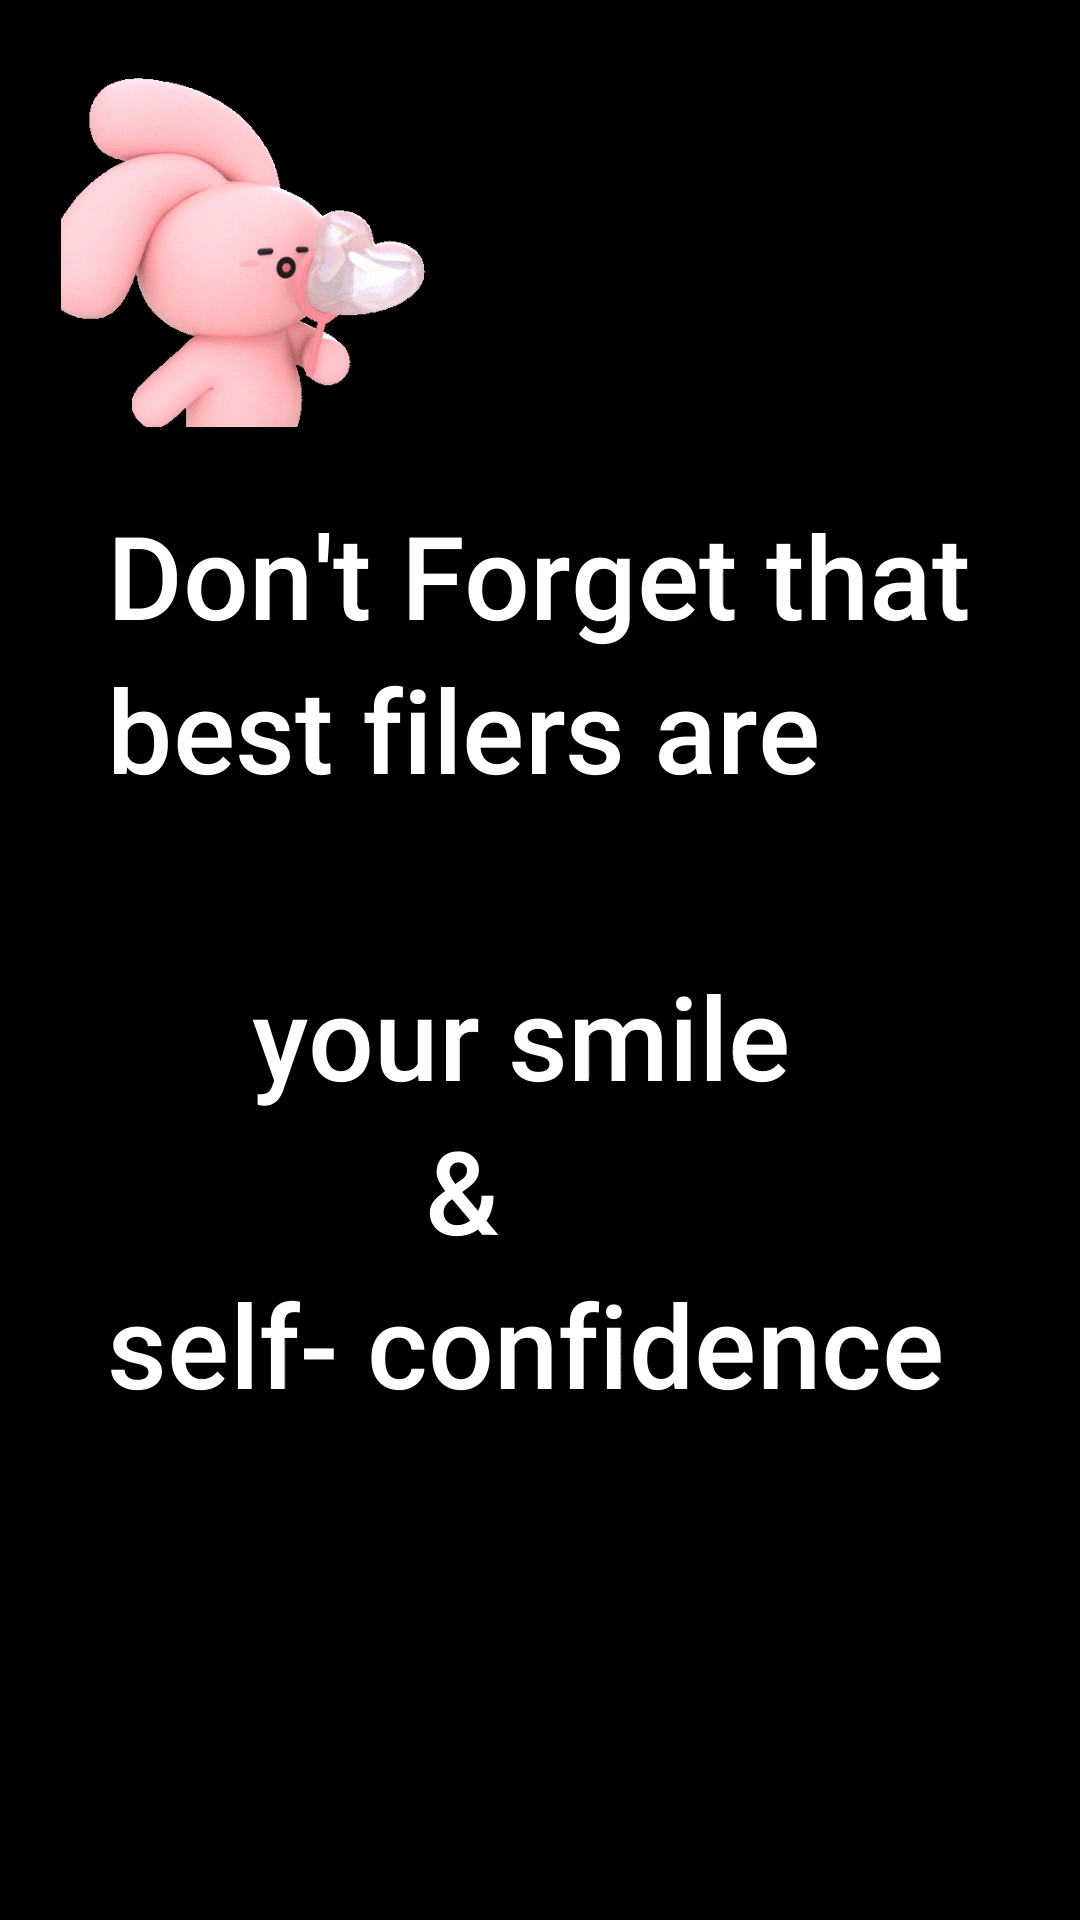 Don't Forget that
best filers are
your smile
&
self- confidence